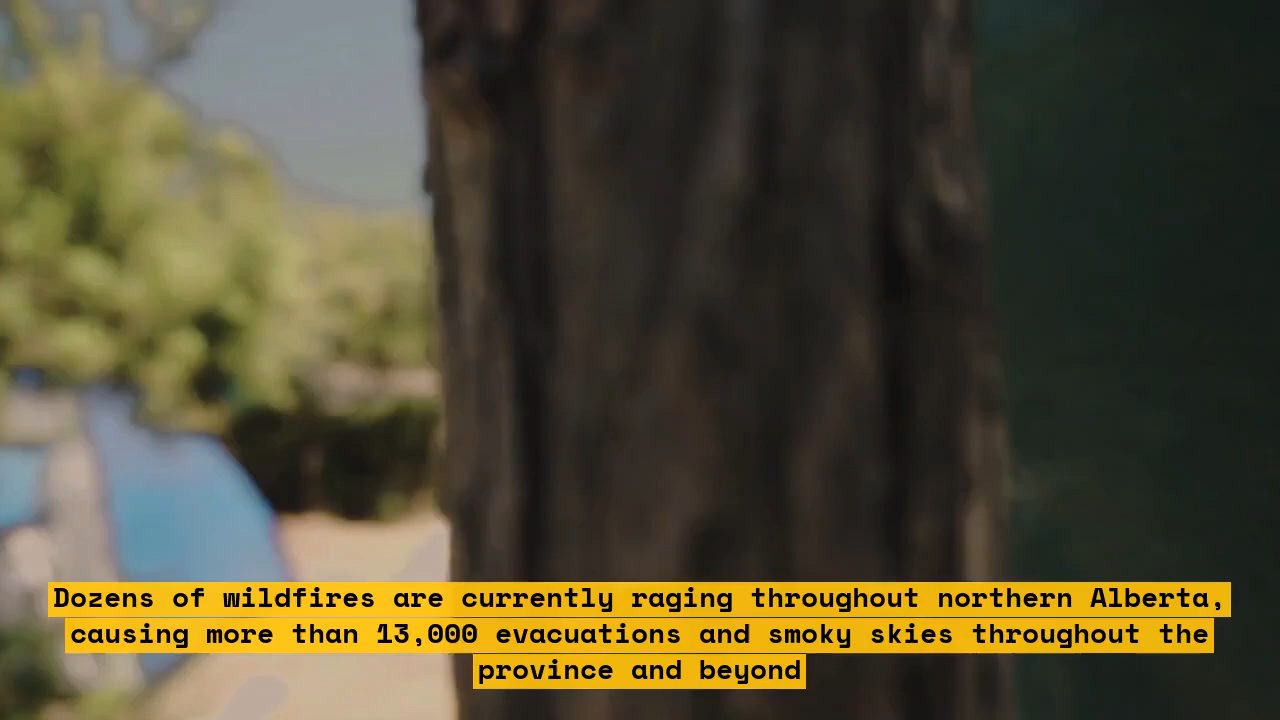 Dozens of wildfires are currently raging throughout northern Alberta,
causing more than 13,000 evacuations and smoky skies throughout the
province and beyond